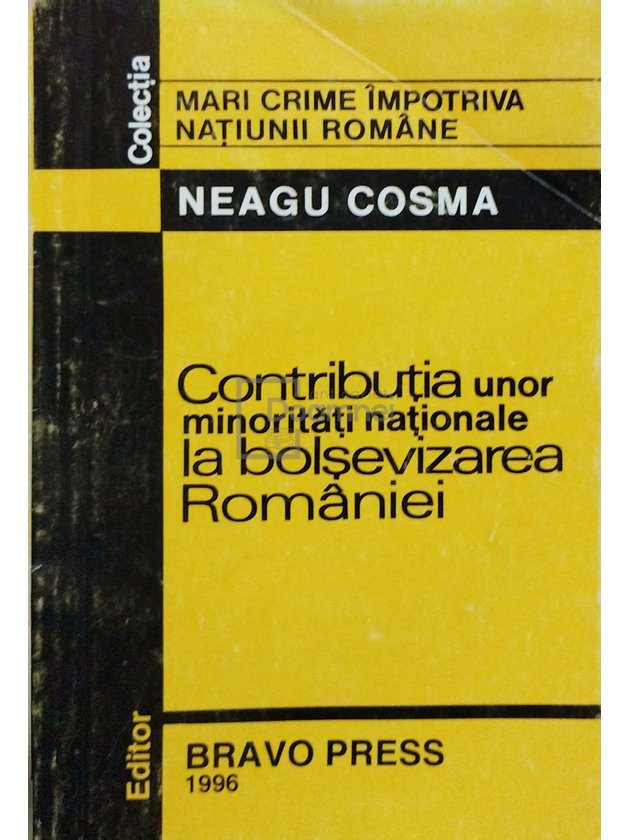 Colecția
MARI CRIME ÎMPOTRIVA
NAȚIUNII ROMÂNE
NEAGU COSMA
Contribuția unor
minorități naționale
la bolșevizarea
României
Editor
BRAVO PRESS
1996